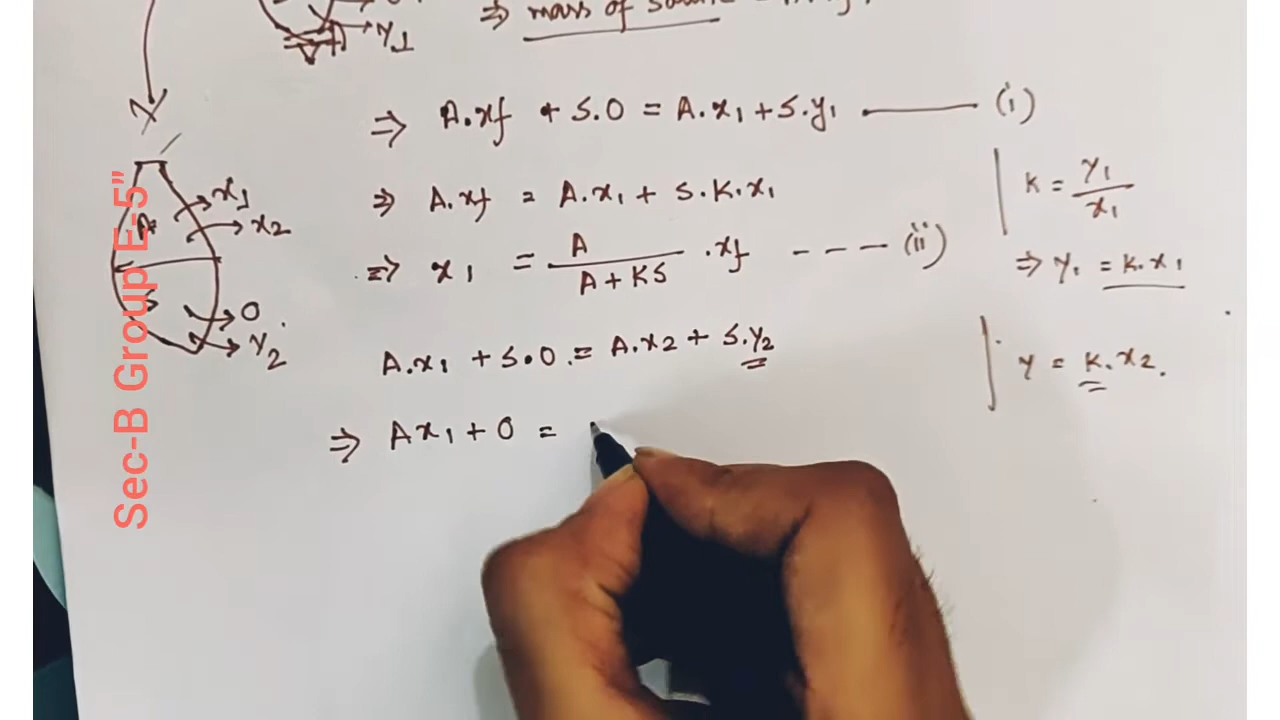 Y1
⇒ mass of
⇒ A.xf + S.0 = A.x1 + S.y1 ——— (i)
K = Y1/x1
⇒ A.xf = A.x1 + S.K.x1
x1
x2
A
⇒ x1 = A/(A + KS) .xf - - - (ii)
⇒ Y1 = K.x1
S
0
Y2
A.x1 + S.0 = A.x2 + S.Y2
Y = K.x2.
⇒ Ax1 + 0 =
Sec-B Group E-5"